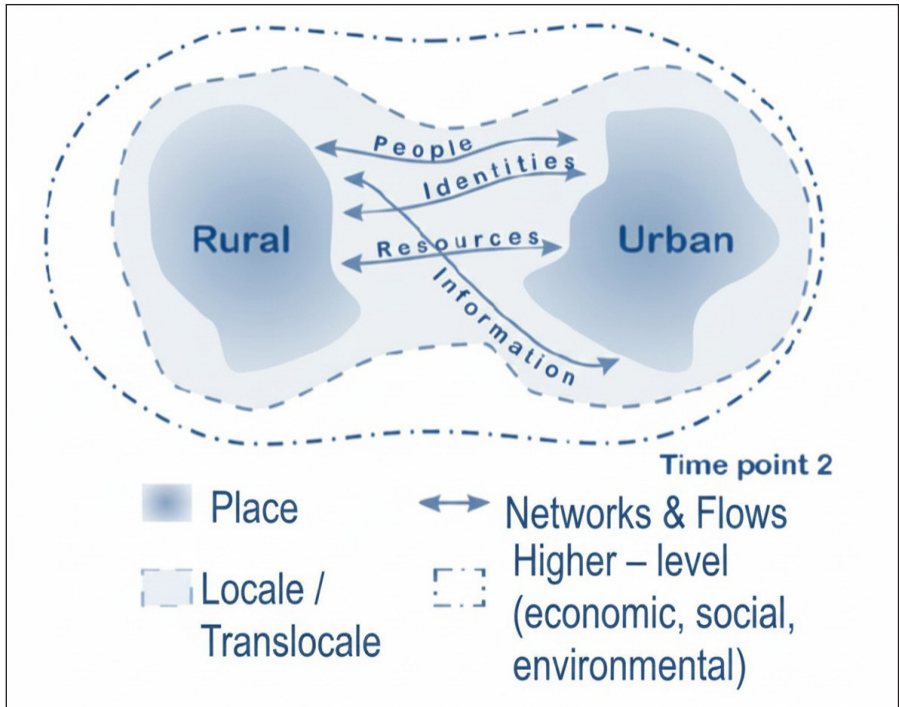 People
Identities
Rural
Urban
Resources
Information
Time point 2
Place
Networks & Flows
Locale /
Translocale
Higher – level
(economic, social,
environmental)